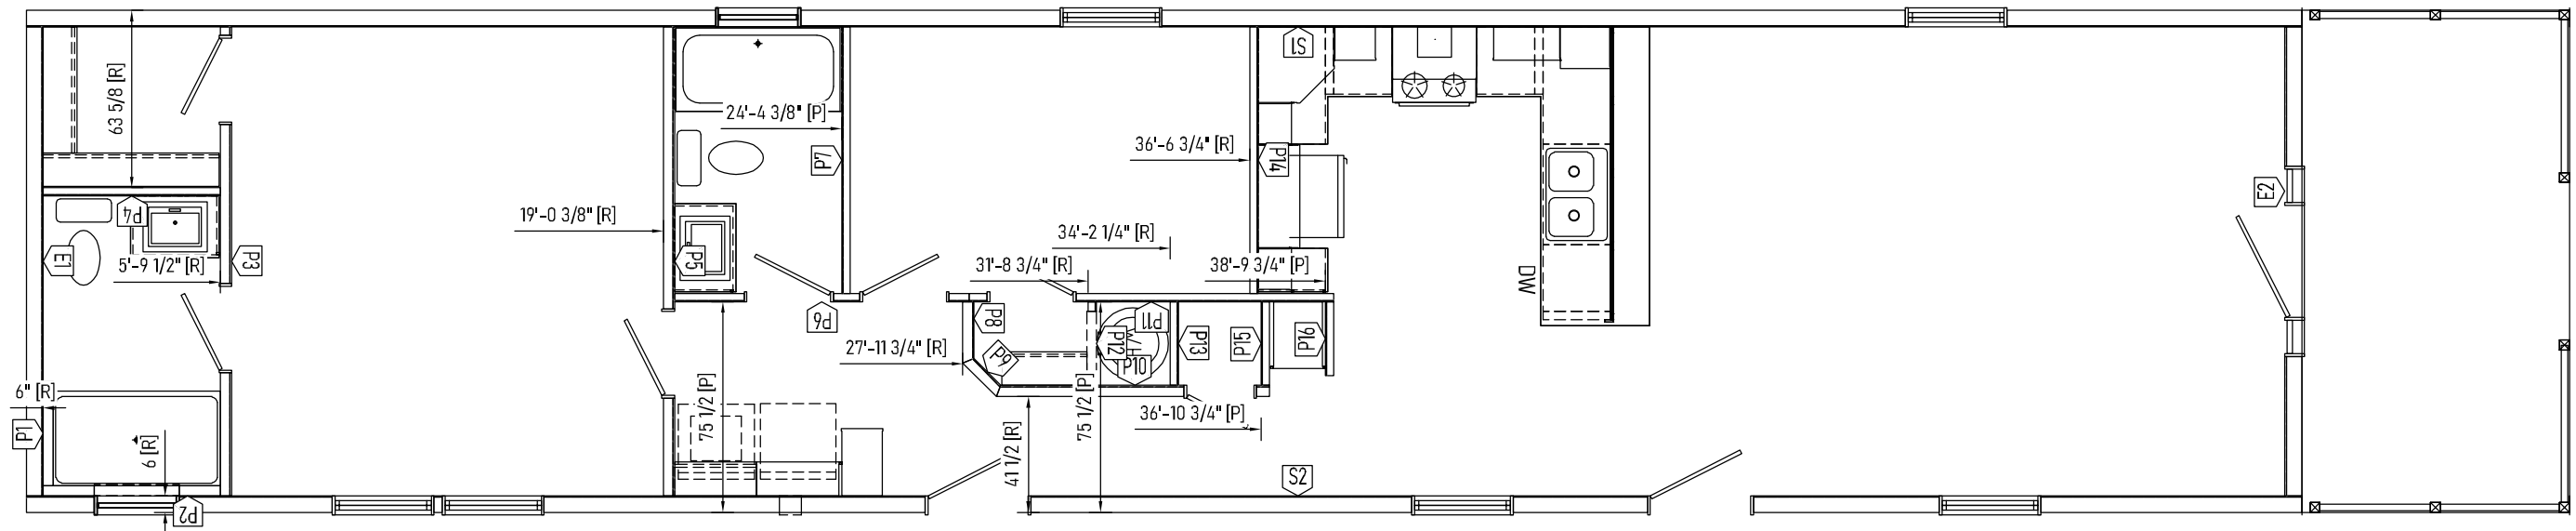 63 5/8 [R]
S1
24'-4 3/8" [P]
P7
36'-6 3/4" [R]
P14
E2
P4
19'-0 3/8" [R]
34'-2 1/4" [R]
E1
5'-9 1/2" [R]
P3
P5
31'-8 3/4" [R]
38'-9 3/4" [P]
DW
P6
P8
P11
P12
W/H
P13
P15
P16
27'-11 3/4" [R]
P9
P10
6" [R]
75 1/2 [P]
75 1/2 [P]
36'-10 3/4" [P]
P1
6 [R]
41 1/2 [R]
S2
P2